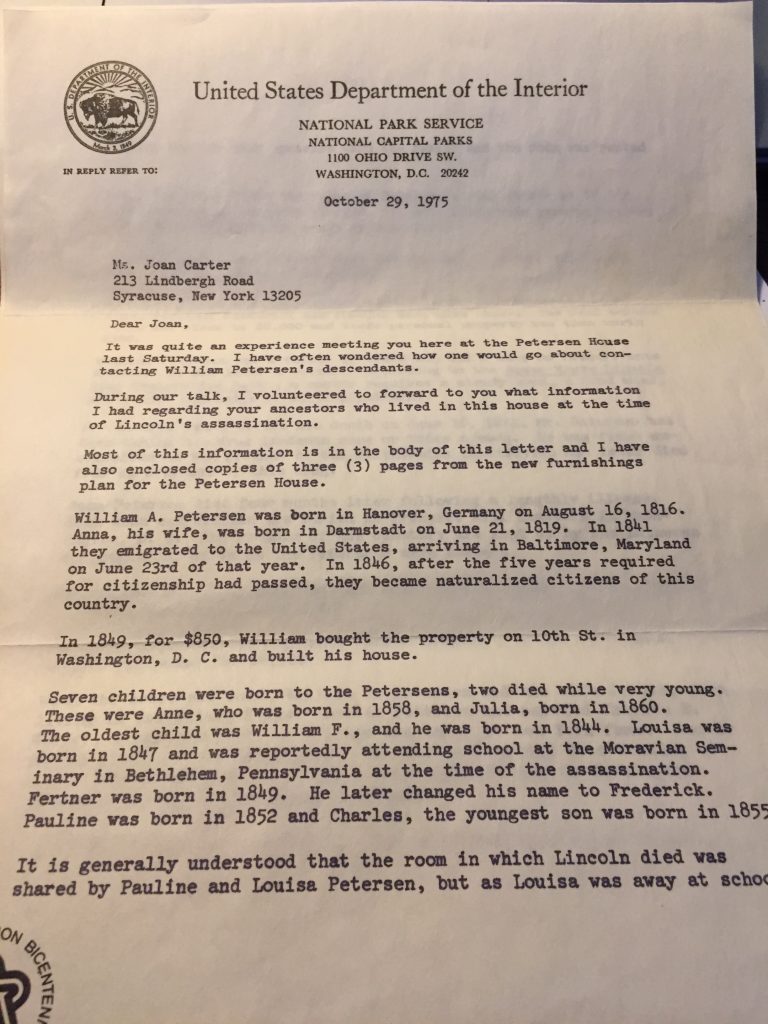 U.S. DEPARTMENT OF THE INTERIOR
March 3, 1849
United States Department of the Interior
NATIONAL PARK SERVICE
NATIONAL CAPITAL PARKS
1100 OHIO DRIVE SW.
WASHINGTON, D.C. 20242
IN REPLY REFER TO:
October 29, 1975
Ms. Joan Carter
213 Lindbergh Road
Syracuse, New York 13205
Dear Joan,
It was quite an experience meeting you here at the Petersen House
last Saturday. I have often wondered how one would go about con-
tacting William Petersen's descendants.
During our talk, I volunteered to forward to you what information
I had regarding your ancestors who lived in this house at the time
of Lincoln's assassination.
Most of this information is in the body of this letter and I have
also enclosed copies of three (3) pages from the new furnishings
plan for the Petersen House.
William A. Petersen was born in Hanover, Germany on August 16, 1816.
Anna, his wife, was born in Darmstadt on June 21, 1819. In 1841
they emigrated to the United States, arriving in Baltimore, Maryland
on June 23rd of that year. In 1846, after the five years required
for citizenship had passed, they became naturalized citizens of this
country.
In 1849, for $850, William bought the property on 10th St. in
Washington, D. C. and built his house.
Seven children were born to the Petersens, two died while very young.
These were Anne, who was born in 1858, and Julia, born in 1860.
The oldest child was William F., and he was born in 1844. Louisa was
born in 1847 and was reportedly attending school at the Moravian Sem-
inary in Bethlehem, Pennsylvania at the time of the assassination.
Fertner was born in 1849. He later changed his name to Frederick.
Pauline was born in 1852 and Charles, the youngest son was born in 1855
It is generally understood that the room in which Lincoln died was
shared by Pauline and Louisa Petersen, but as Louisa was away at schoo
ON BICENTEN